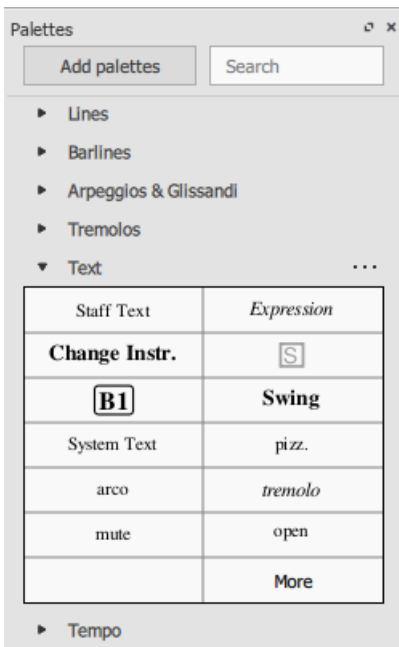 Palettes
Add palettes Search
Lines
Barlines
Arpeggios & Glissandi
Tremolos
Text ...
Staff Text Expression
Change Instr. S
B1 Swing
System Text pizz.
arco tremolo
mute open
More
Tempo